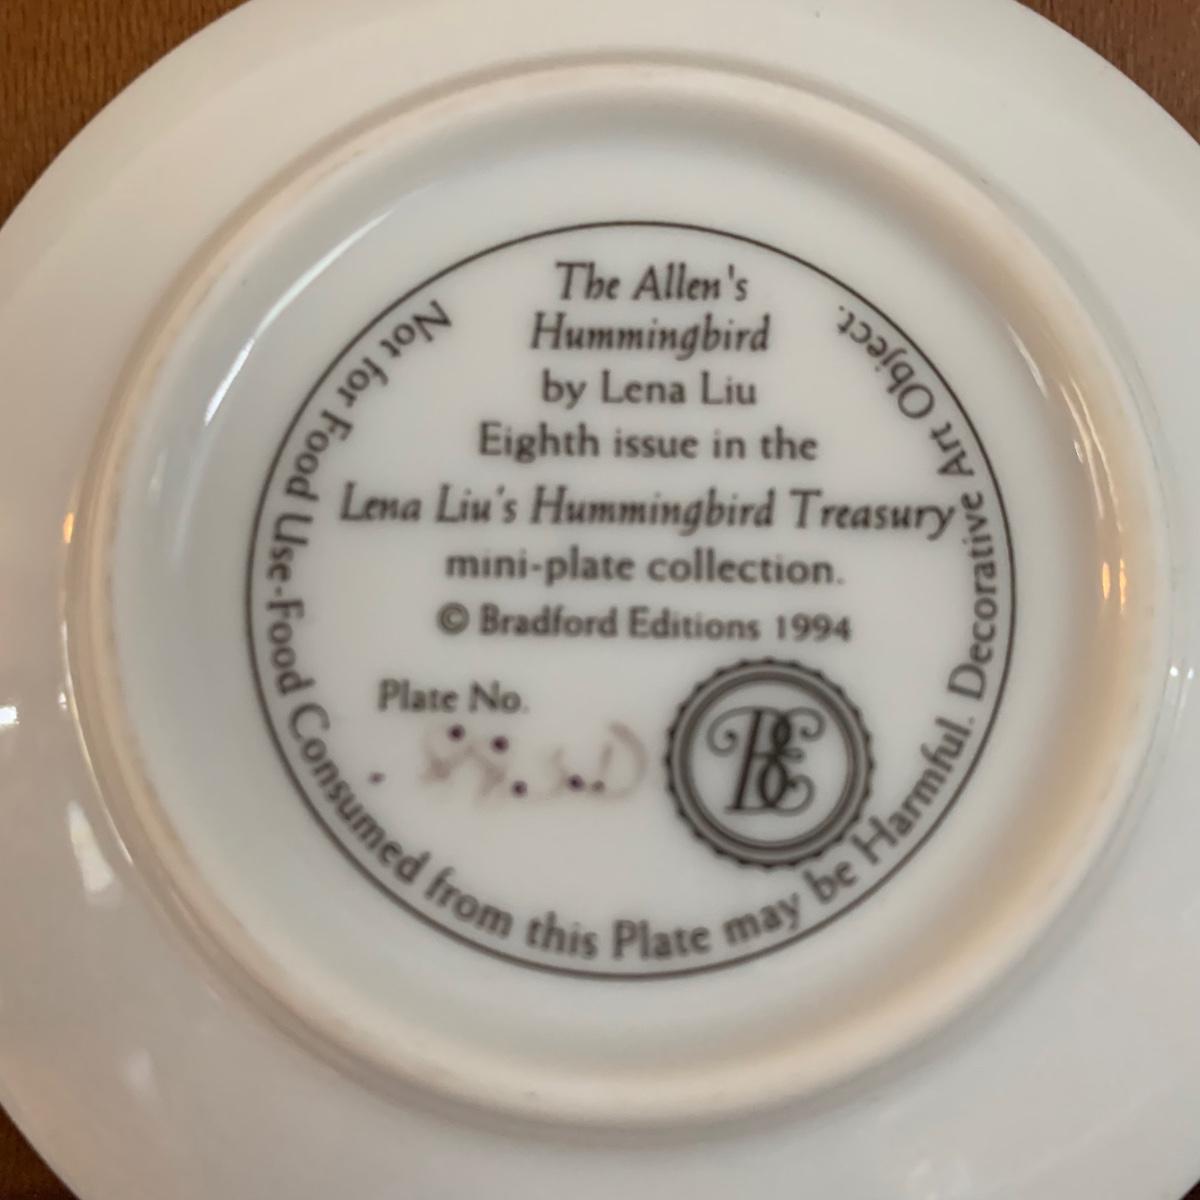 The Allen's
Hummingbird
by Lena Liu
Eighth issue in the
Lena Liu's Hummingbird Treasury
mini-plate collection.
© Bradford Editions 1994
Plate No.
BE
Not for Food Use-Food Consumed from this Plate may be Harmful. Decorative Art Object.